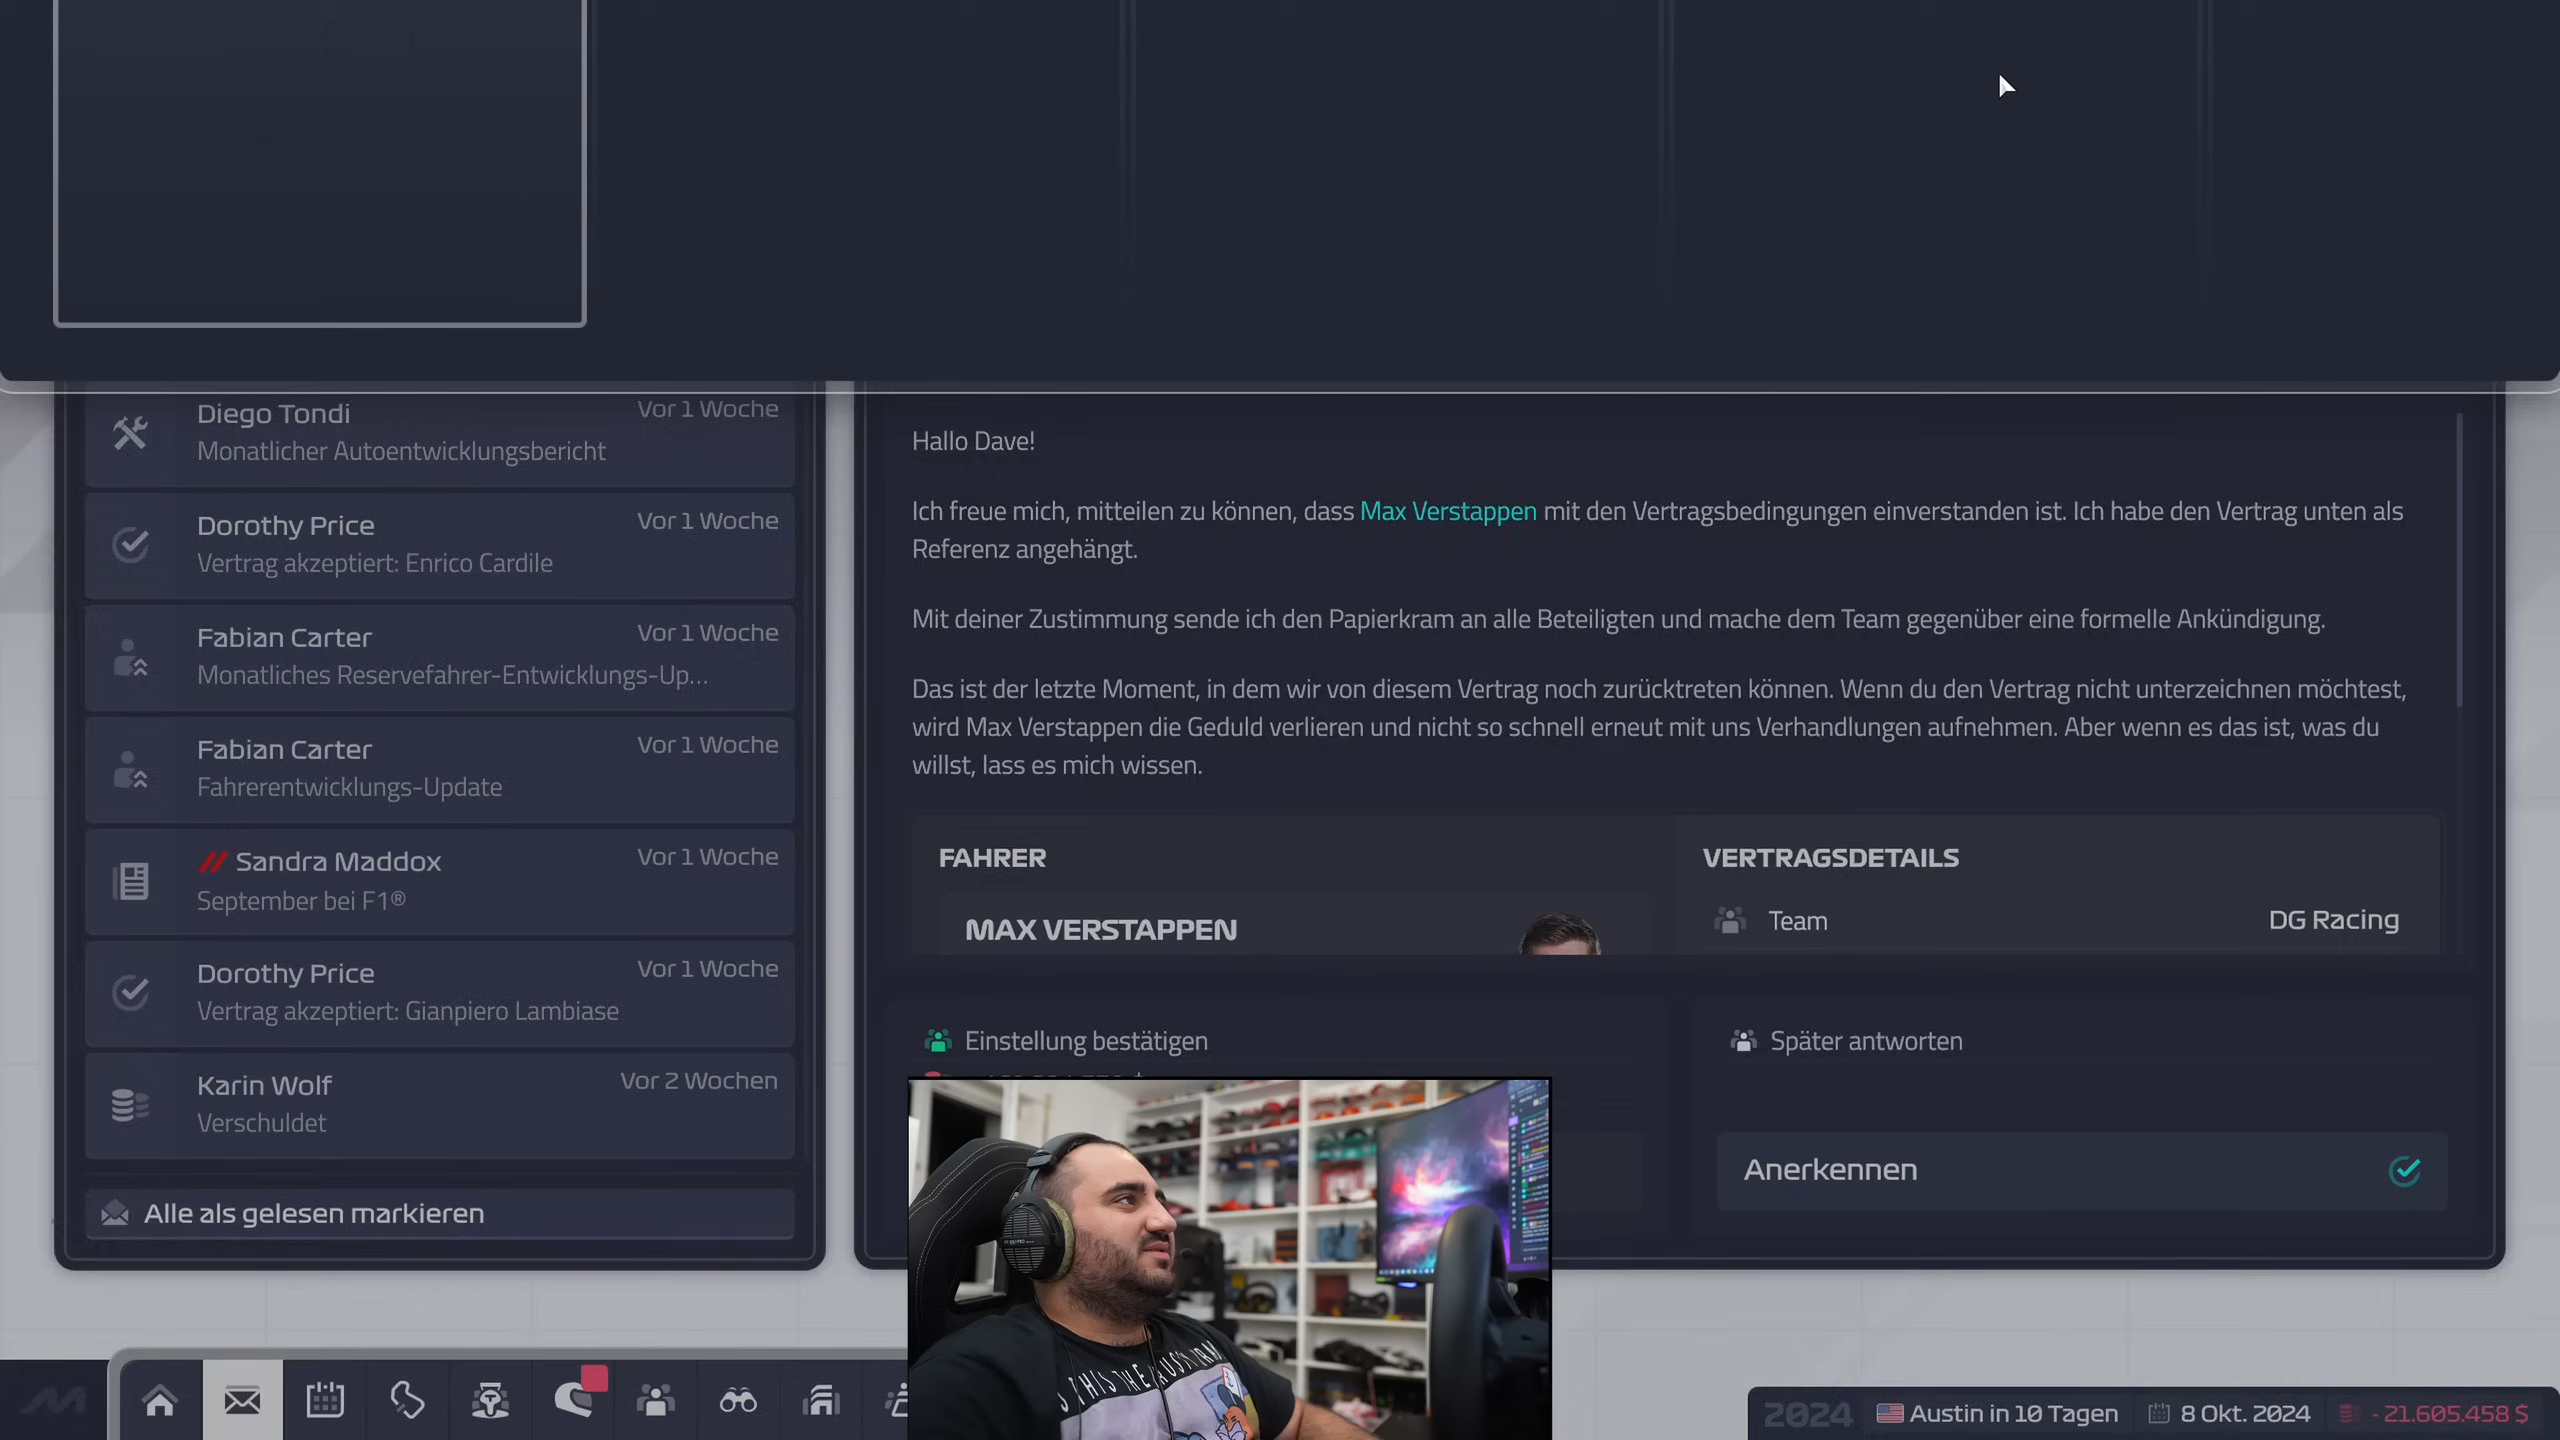 Diego Tondi
Vor 1 Woche
Monatlicher Autoentwicklungsbericht
Dorothy Price
Vor 1 Woche
Vertrag akzeptiert: Enrico Cardile
Fabian Carter
Vor 1 Woche
Monatliches Reservefahrer-Entwicklungs-Up...
Fabian Carter
Vor 1 Woche
Fahrerentwicklungs-Update
Sandra Maddox
Vor 1 Woche
September bei F1®
Dorothy Price
Vor 1 Woche
Vertrag akzeptiert: Gianpiero Lambiase
Karin Wolf
Vor 2 Wochen
Verschuldet
Alle als gelesen markieren
Hallo Dave!
Ich freue mich, mitteilen zu können, dass Max Verstappen mit den Vertragsbedingungen einverstanden ist. Ich habe den Vertrag unten als
Referenz angehängt.
Mit deiner Zustimmung sende ich den Papierkram an alle Beteiligten und mache dem Team gegenüber eine formelle Ankündigung.
Das ist der letzte Moment, in dem wir von diesem Vertrag noch zurücktreten können. Wenn du den Vertrag nicht unterzeichnen möchtest,
wird Max Verstappen die Geduld verlieren und nicht so schnell erneut mit uns Verhandlungen aufnehmen. Aber wenn es das ist, was du
willst, lass es mich wissen.
FAHRER
MAX VERSTAPPEN
VERTRAGSDETAILS
Team
DG Racing
Einstellung bestätigen
Später antworten
Anerkennen
2024
Austin in 10 Tagen
8 Okt. 2024
- 21.605.458 $